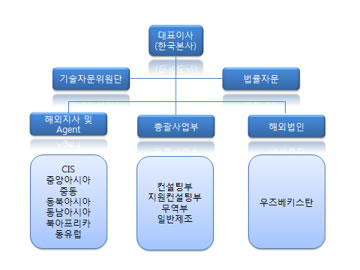 대표이사
(한국본사)
기술자문위원단
법률자문
해외지사 및
Agent
총괄사업부
해외법인
CIS
중앙아시아
중동
동북아시아
동남아시아
북아프리카
동유럽
컨설팅부
지원컨설팅부
무역부
일반제조
우즈베키스탄